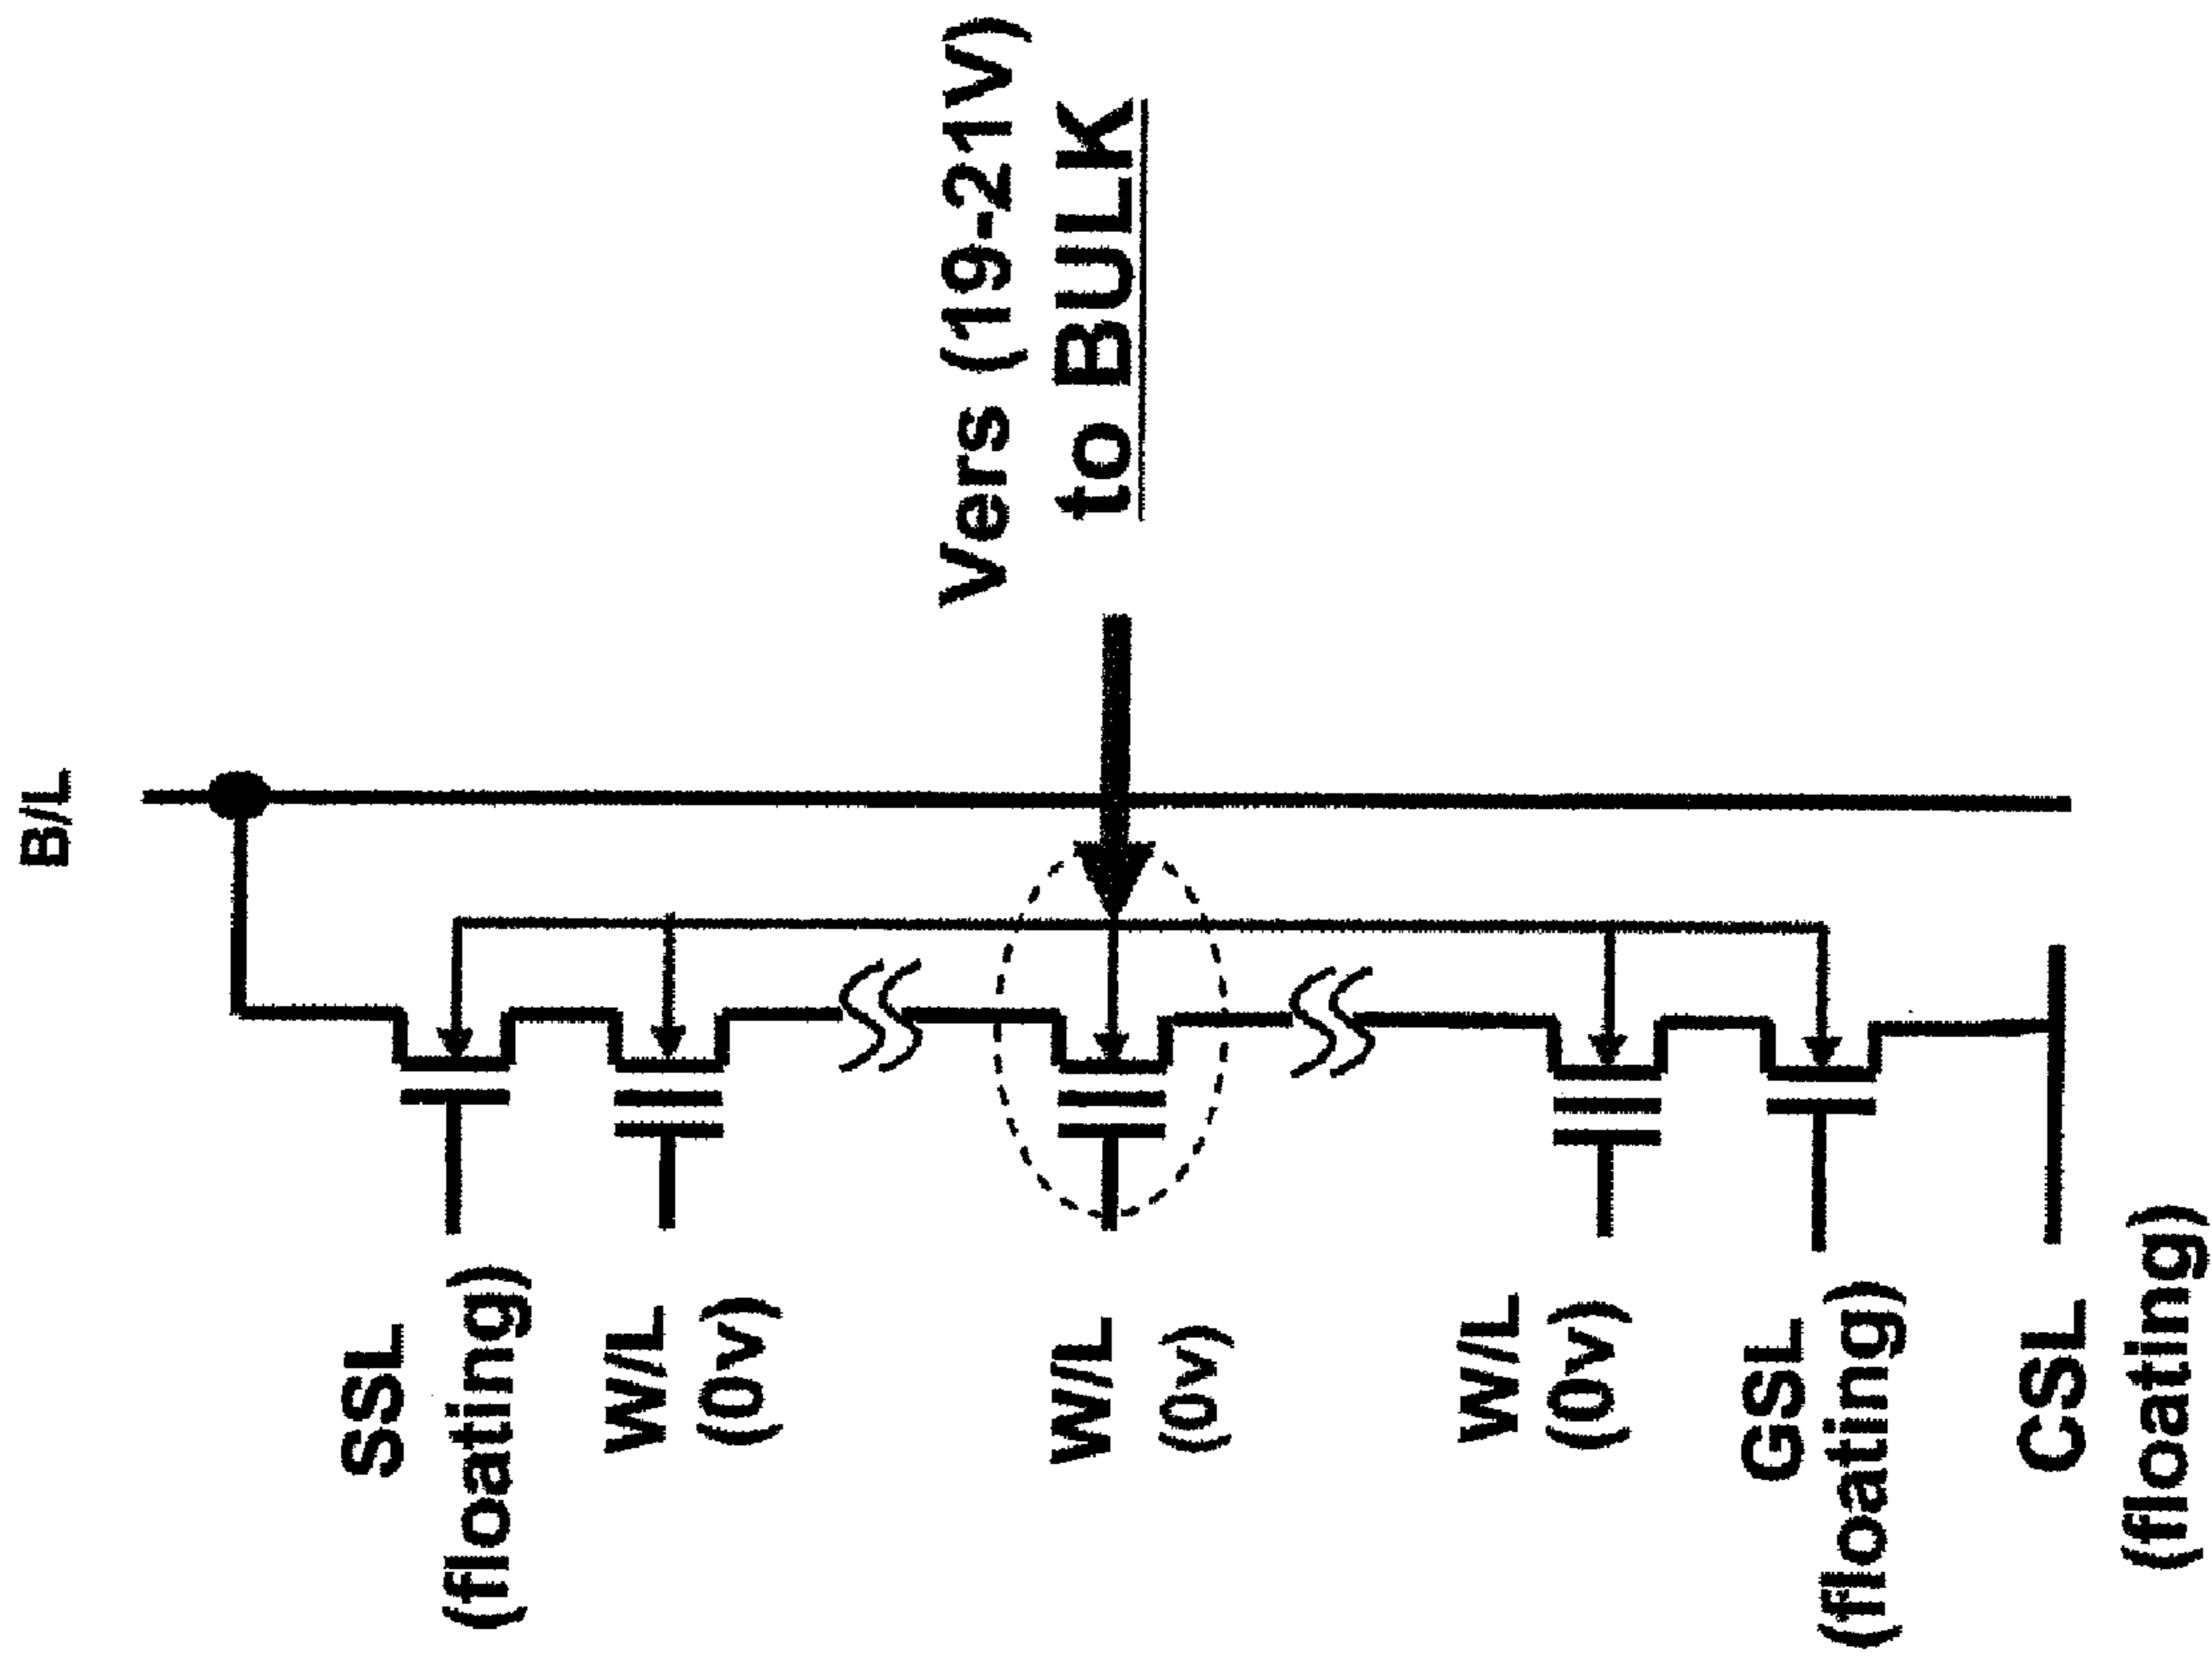 B/L
Vers (19-21V)
to BULK
SSL
(floating)
W/L
(0v)
W/L
(0v)
W/L
(0v)
GSL
(floating)
CSL
(floating)